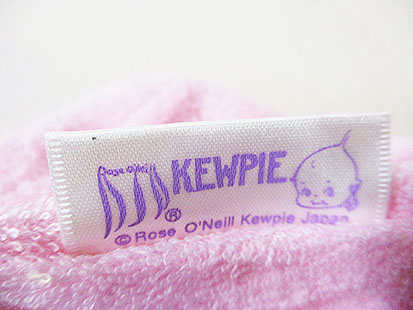 Rose O'Neill
KEWPIE
®
© Rose O'Neill Kewpie Japan